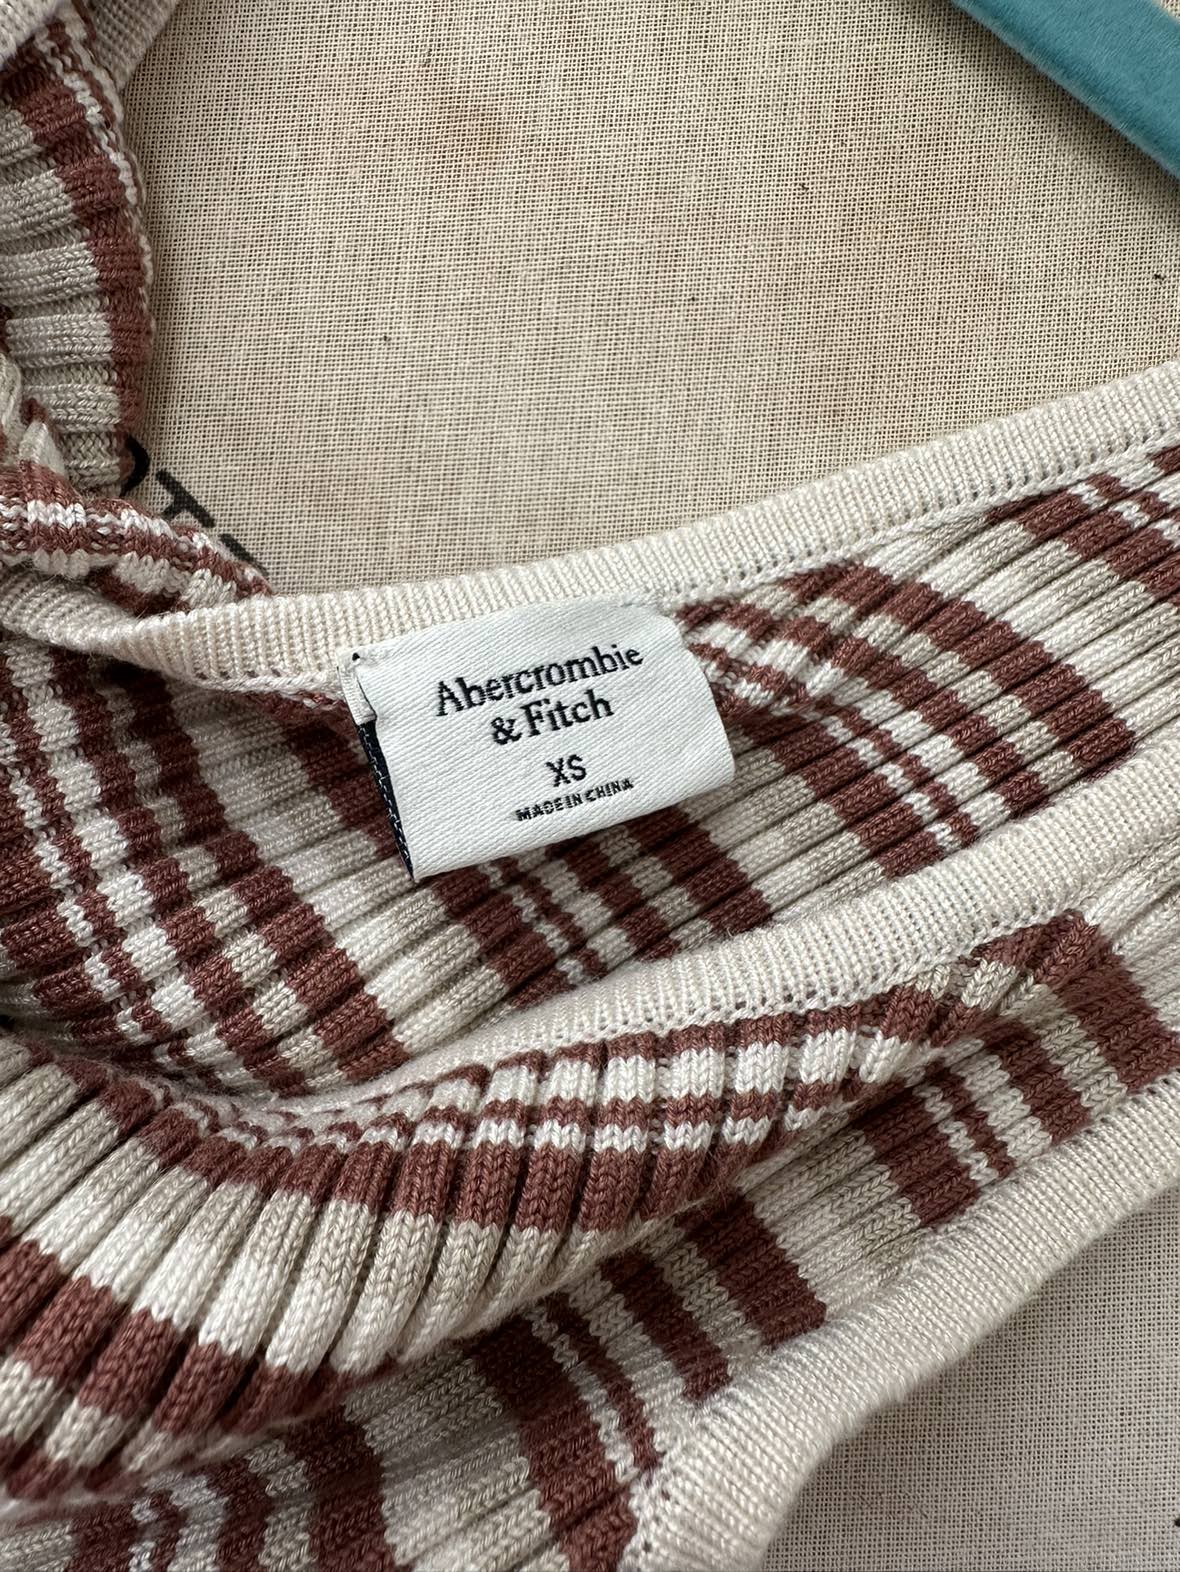 Abercrombie
& Fitch
XS
MADE IN CHINA